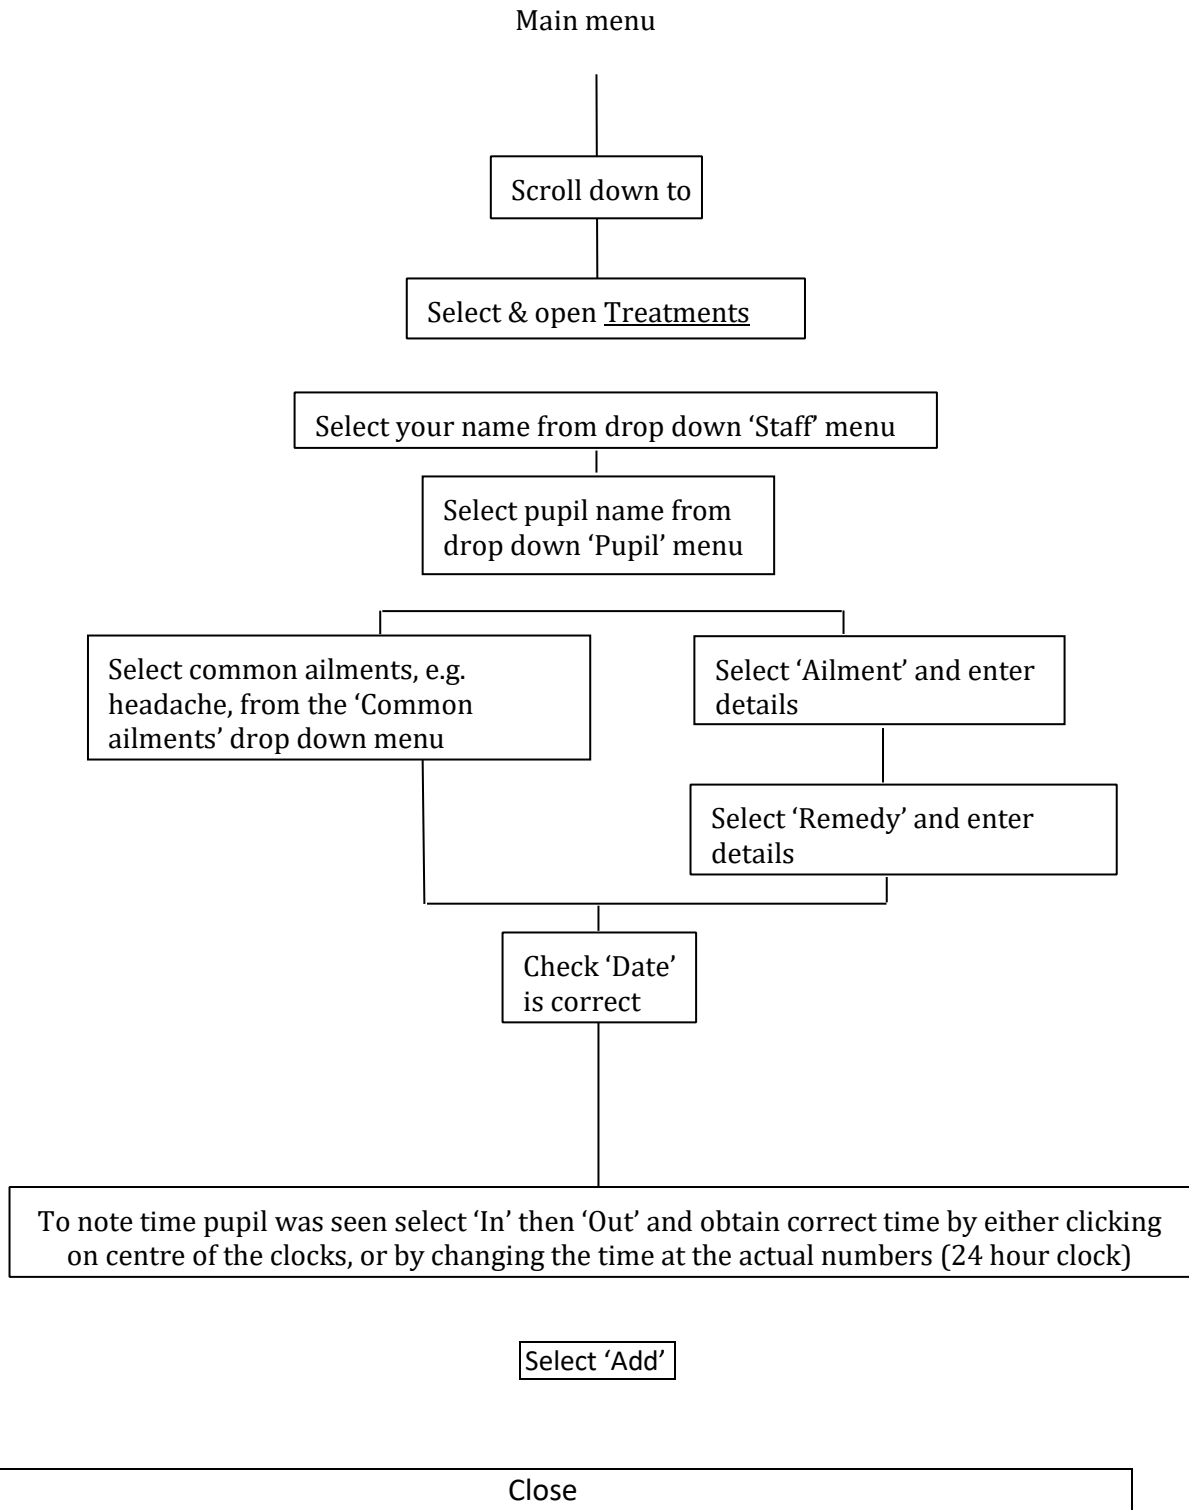 Main menu
Scroll down to
Select & open Treatments
Select your name from drop down ‘Staff’ menu
Select pupil name from
drop down ‘Pupil’ menu
Select common ailments, e.g.
headache, from the ‘Common
ailments’ drop down menu
Select ‘Ailment’ and enter
details
Select ‘Remedy’ and enter
details
Check ‘Date’
is correct
To note time pupil was seen select ‘In’ then ‘Out’ and obtain correct time by either clicking
on centre of the clocks, or by changing the time at the actual numbers (24 hour clock)
Select ‘Add’
Close